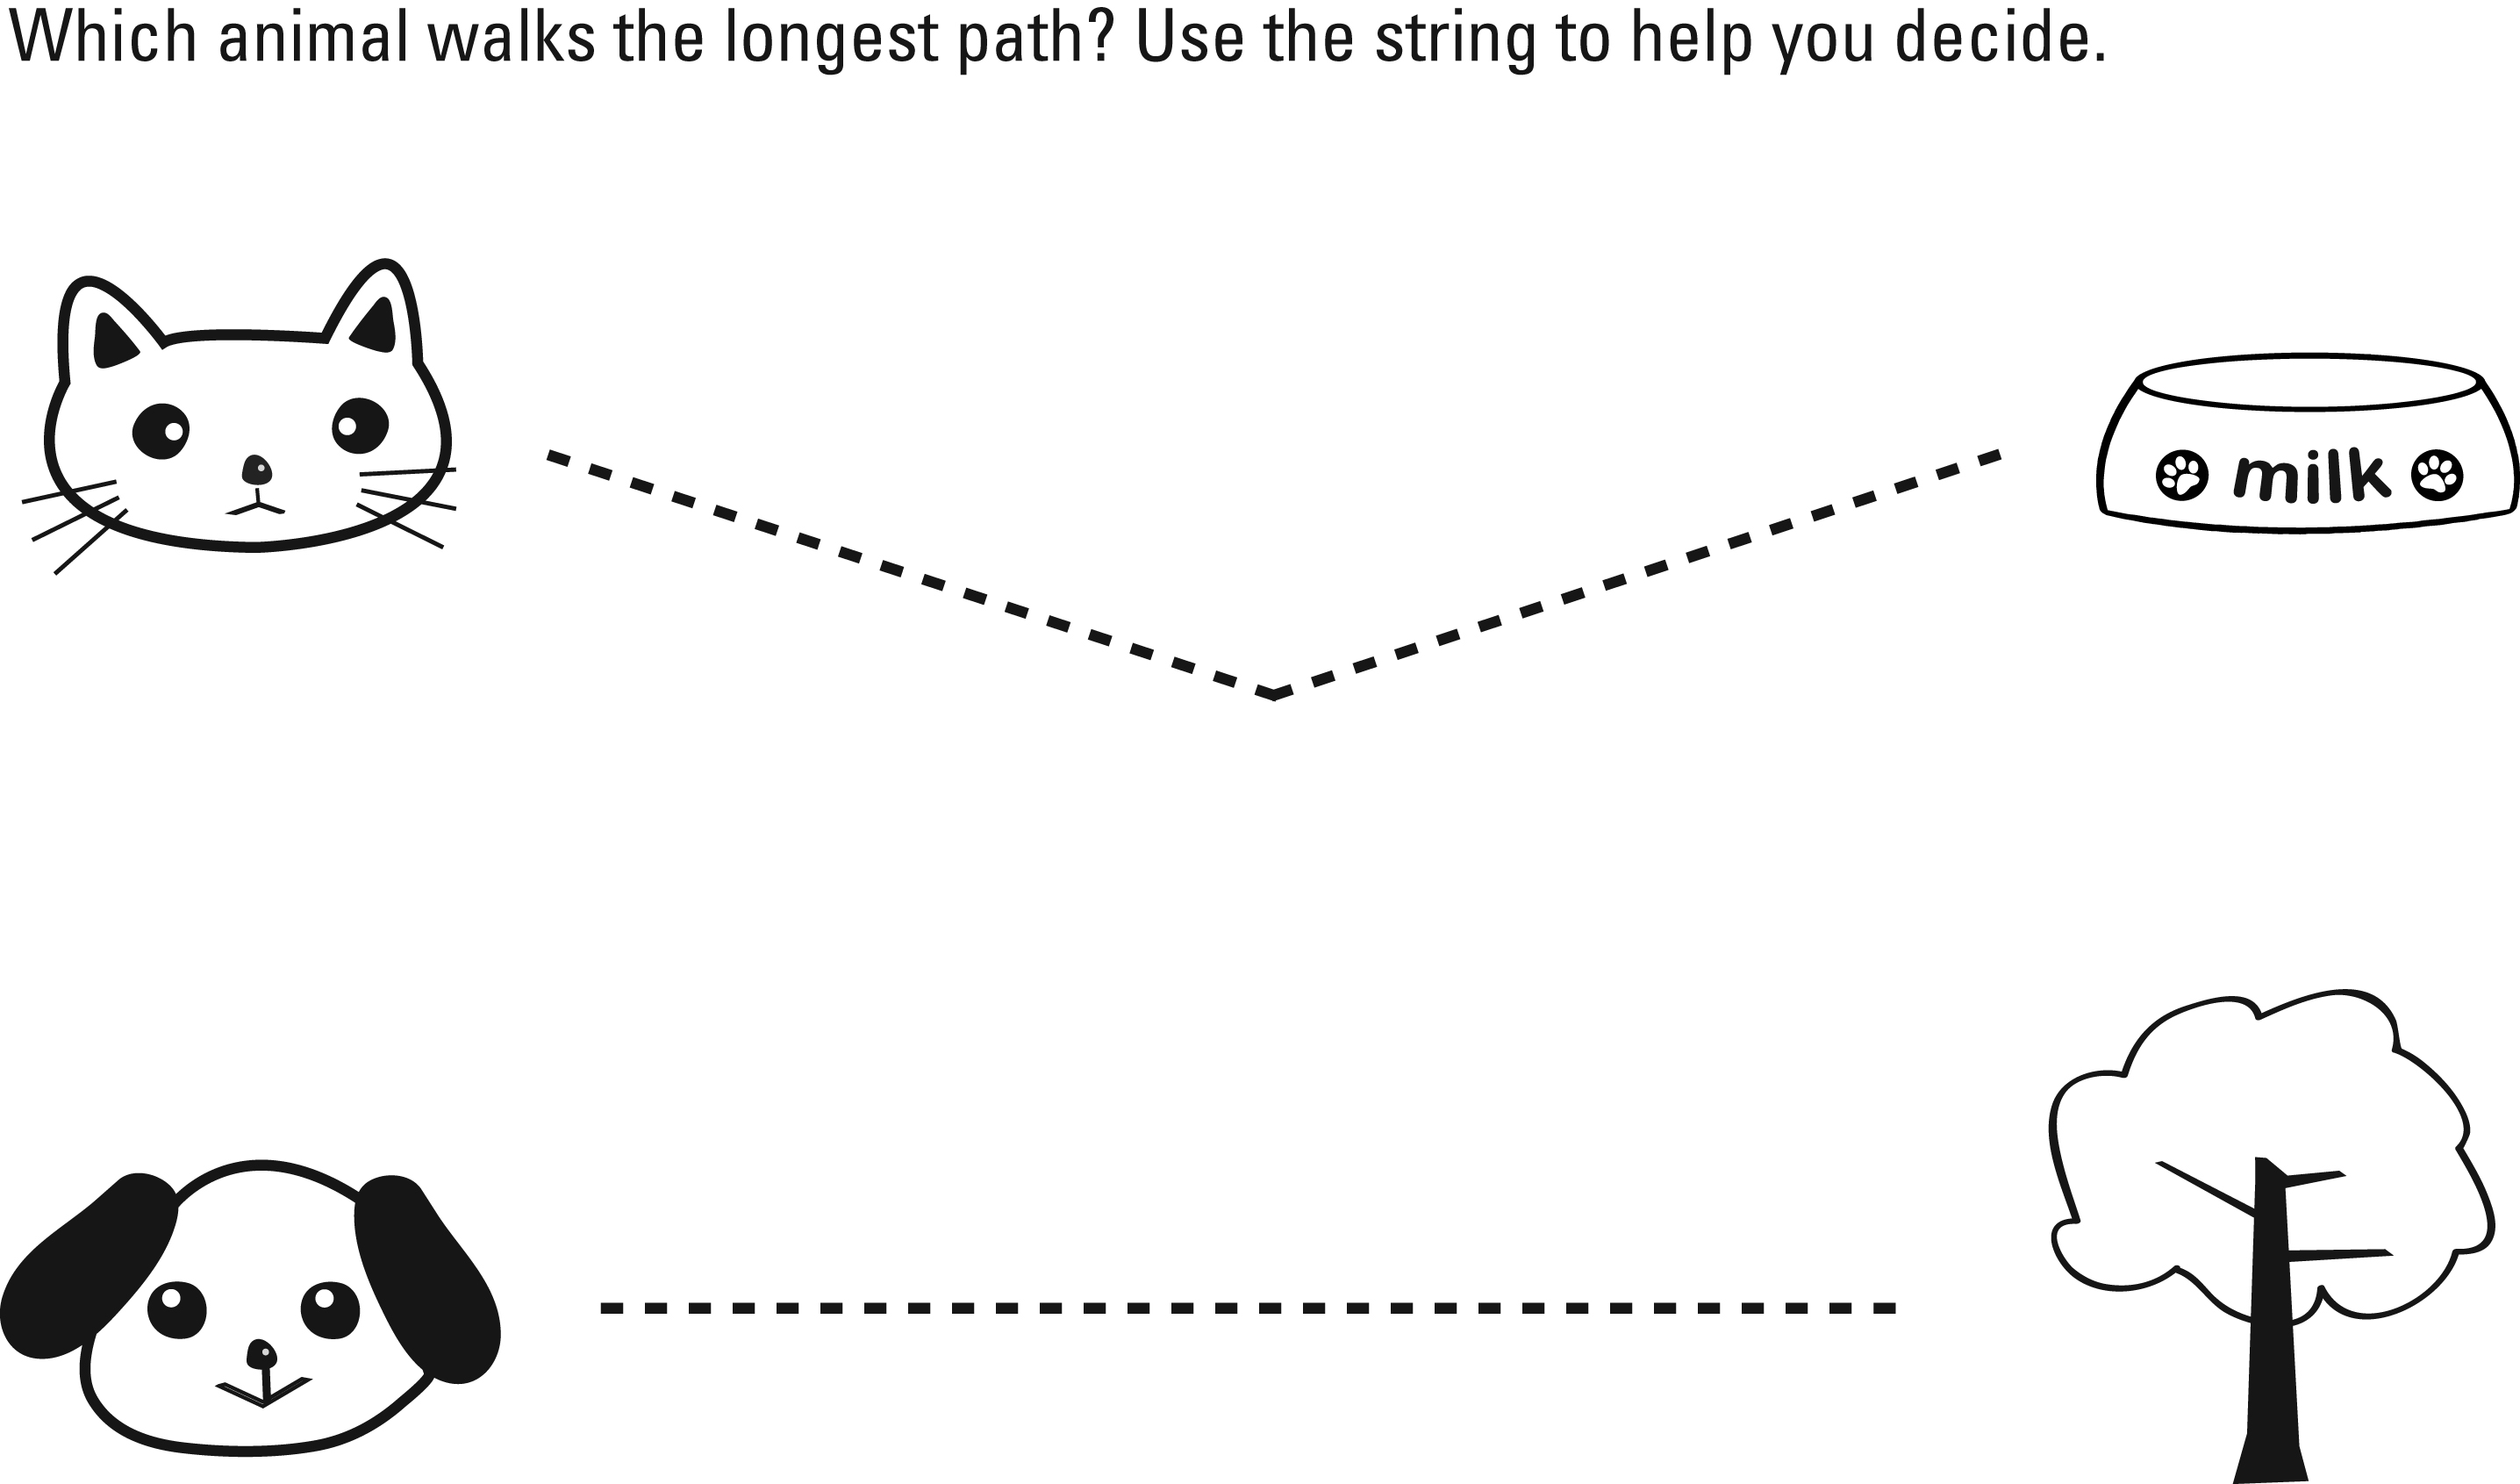 Which animal walks the longest path? Use the string to help you decide.
milk